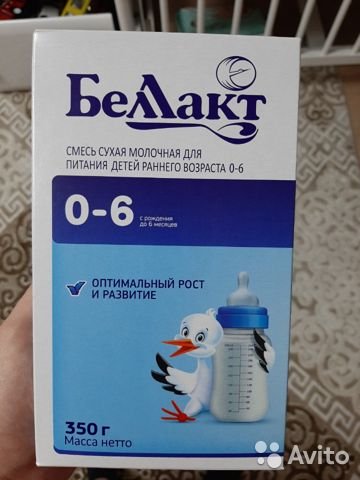 Беллакт
СМЕСЬ СУХАЯ МОЛОЧНАЯ ДЛЯ
ПИТАНИЯ ДЕТЕЙ РАННЕГО ВОЗРАСТА 0-6
0-6
с рождения
до 6 месяцев
ОПТИМАЛЬНЫЙ РОСТ
И РАЗВИТИЕ
350 г
Масса нетто
Avito